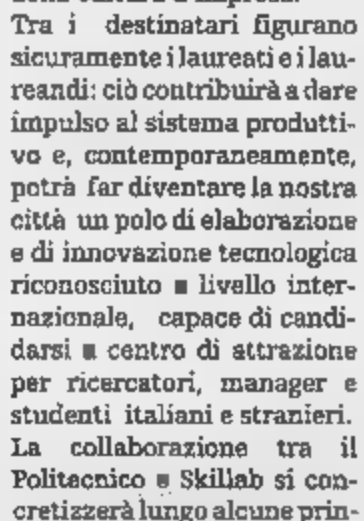 Tra i destinatari figurano
sicuramente i laureati e i lau-
reandi: ciò contribuirà a dare
impulso al sistema produtti-
vo e, contemporaneamente,
potrà far diventare la nostra
città un polo di elaborazione
e di innovazione tecnologica
riconosciuto a livello inter-
nazionale, capace di candi-
darsi a centro di attrazione
per ricercatori, manager e
studenti italiani e stranieri.
La collaborazione tra il
Politecnico e Skillab si con-
cretizzerà lungo alcune prin-